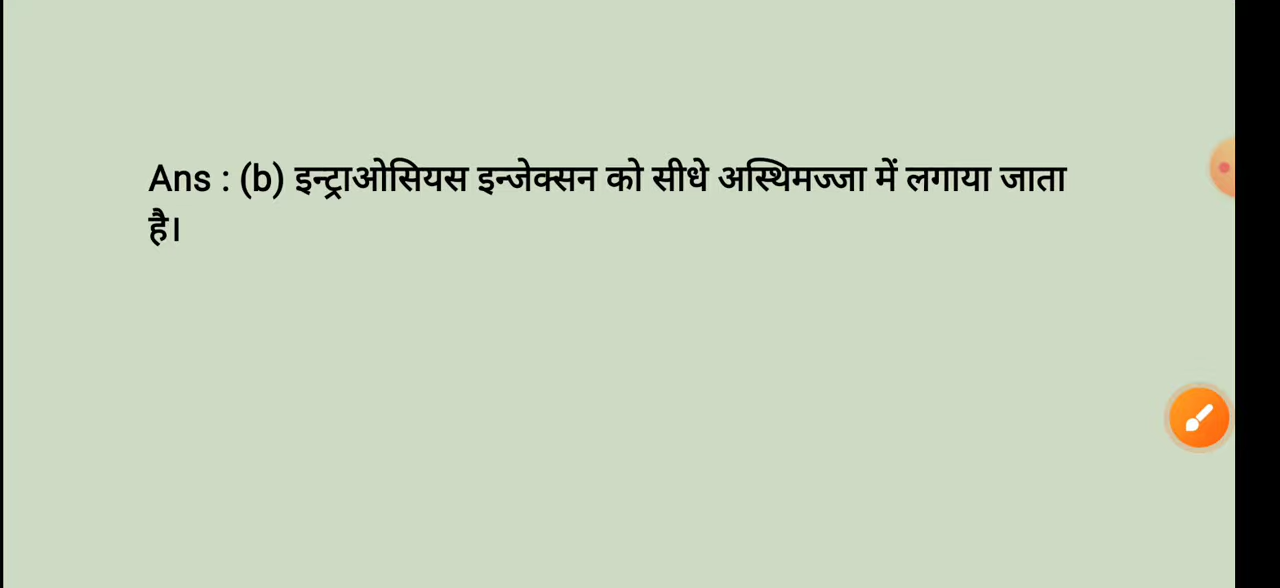 Ans : (b) इन्ट्राओसियस इन्जेक्सन को सीधे अस्थिमज्जा में लगाया जाता
है।